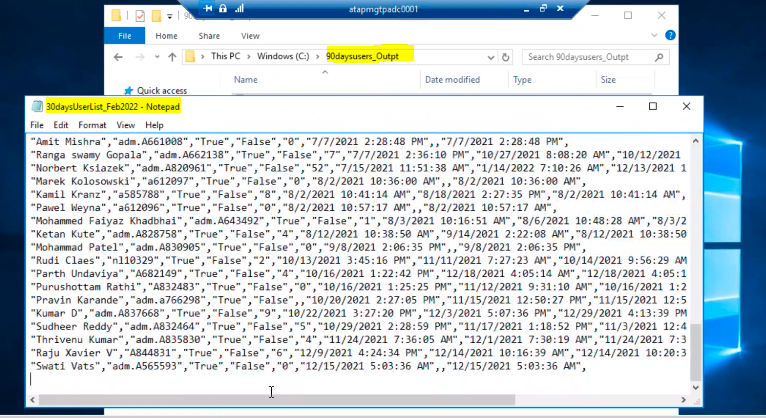 atapmgtpadc0001
90days
File Home Share View
This PC Windows (C:) 90daysusers_Outpt
Search 90daysusers_Outpt
Quick access
Name Date modified Type Size
30daysUserList_Feb2022 - Notepad
File Edit Format View Help
"Amit Mishra","adm.A661008","True","False","0","7/7/2021 2:28:48 PM",,"7/7/2021 2:28:48 PM",
"Ranga swamy Gopala","adm.A662138","True","False","7","7/7/2021 2:36:10 PM","10/27/2021 8:08:20 AM","10/12/2021
"Norbert Ksiazek","adm.A820961","True","False","52","7/15/2021 11:51:38 AM","1/14/2022 7:10:26 AM","12/13/2021 1
"Marek Kolosowski","a612097","True","False","0","8/2/2021 10:36:00 AM",,"8/2/2021 10:36:00 AM",
"Kamil Kranz","a585788","True","False","8","8/2/2021 10:41:14 AM","8/18/2021 2:27:35 PM","8/2/2021 10:41:14 AM",
"Pawel Weyna","a612096","True","False","0","8/2/2021 10:57:17 AM",,"8/2/2021 10:57:17 AM",
"Mohammed Faiyaz Khadbhai","adm.A643492","True","False","1","8/3/2021 10:16:51 AM","8/6/2021 10:48:28 AM","8/3/2
"Ketan Kute","adm.A828758","True","False","4","8/12/2021 10:38:50 AM","9/14/2021 2:22:08 AM","8/12/2021 10:38:50
"Mohammad Patel","adm.A830905","True","False","0","9/8/2021 2:06:35 PM",,"9/8/2021 2:06:35 PM",
"Rudi Claes","nl10329","True","False","2","10/13/2021 3:45:16 PM","11/11/2021 7:27:23 AM","10/14/2021 9:56:29 AM
"Parth Undaviya","A682149","True","False","4","10/16/2021 1:22:42 PM","12/18/2021 4:05:14 AM","12/18/2021 4:05:1
"Purushottam Rathi","A832483","True","False","0","10/16/2021 1:25:25 PM","11/12/2021 9:31:10 AM","10/16/2021 1:2
"Pravin Karande","adm.a766298","True","False",,"10/20/2021 2:27:05 PM","11/15/2021 12:50:27 PM","11/15/2021 12:5
"Kumar D","adm.A837668","True","False","9","10/22/2021 3:27:20 PM","12/3/2021 5:07:36 PM","12/29/2021 4:13:39 PM
"Sudheer Reddy","adm.A832464","True","False","5","10/29/2021 2:28:59 PM","11/17/2021 1:18:52 PM","11/3/2021 12:4
"Thrivenu Kumar","adm.A835830","True","False","4","11/24/2021 7:36:05 AM","12/1/2021 7:30:19 AM","11/24/2021 7:3
"Raju Xavier V","A844831","True","False","6","12/9/2021 4:24:34 PM","12/14/2021 10:16:39 AM","12/14/2021 10:20:3
"Swati Vats","adm.A565593","True","False","0","12/15/2021 5:03:36 AM",,"12/15/2021 5:03:36 AM",